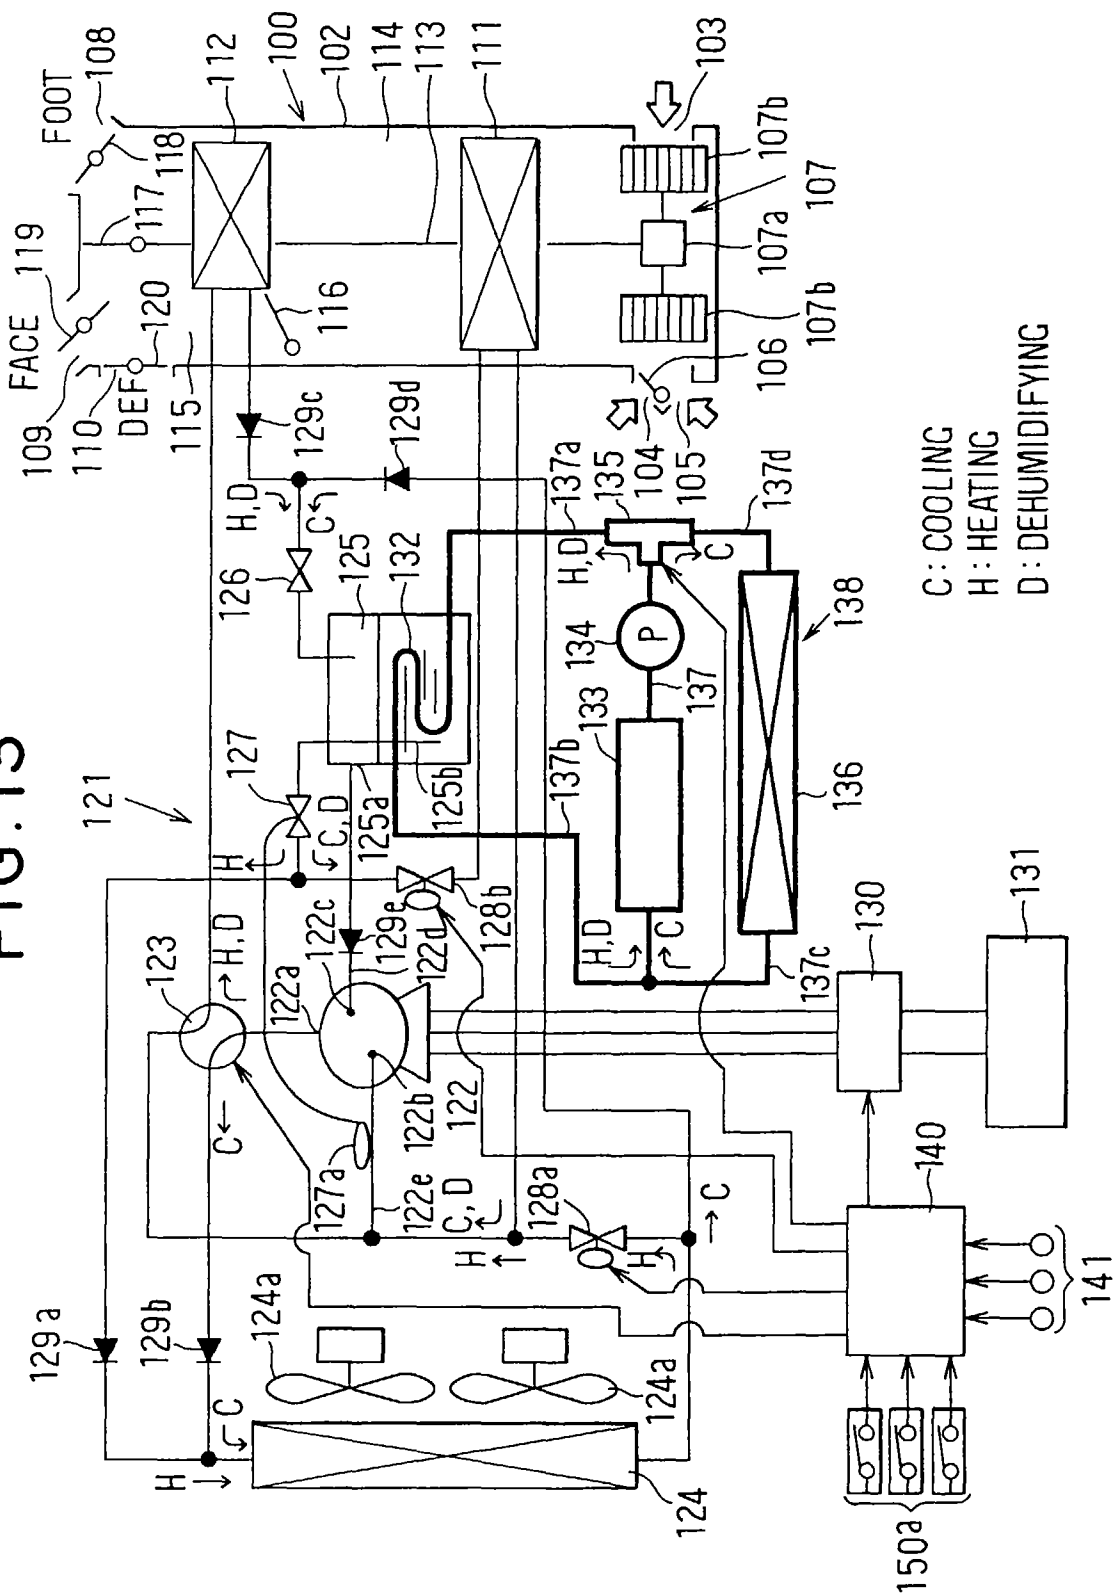 FIG. 15
FACE
FOOT
119
108
109
117
118
112
100
102
110
120
DEF
115
116
114
113
111
103
129c
129d
H,D
C
126
125
132
137a
135
104
105
106
107b
107a
107
107b
137d
121
127
H
C,D
125a
125b
137b
H,D
C
134
P
137
133
138
136
123
H,D
122a
122c
129e
122d
128b
H,D
C
137c
130
131
C
127a
122b
122
122e
C,D
H
128a
H
C
140
141
129a
129b
124a
124a
H
C
124
150a
C: COOLING
H: HEATING
D: DEHUMIDIFYING